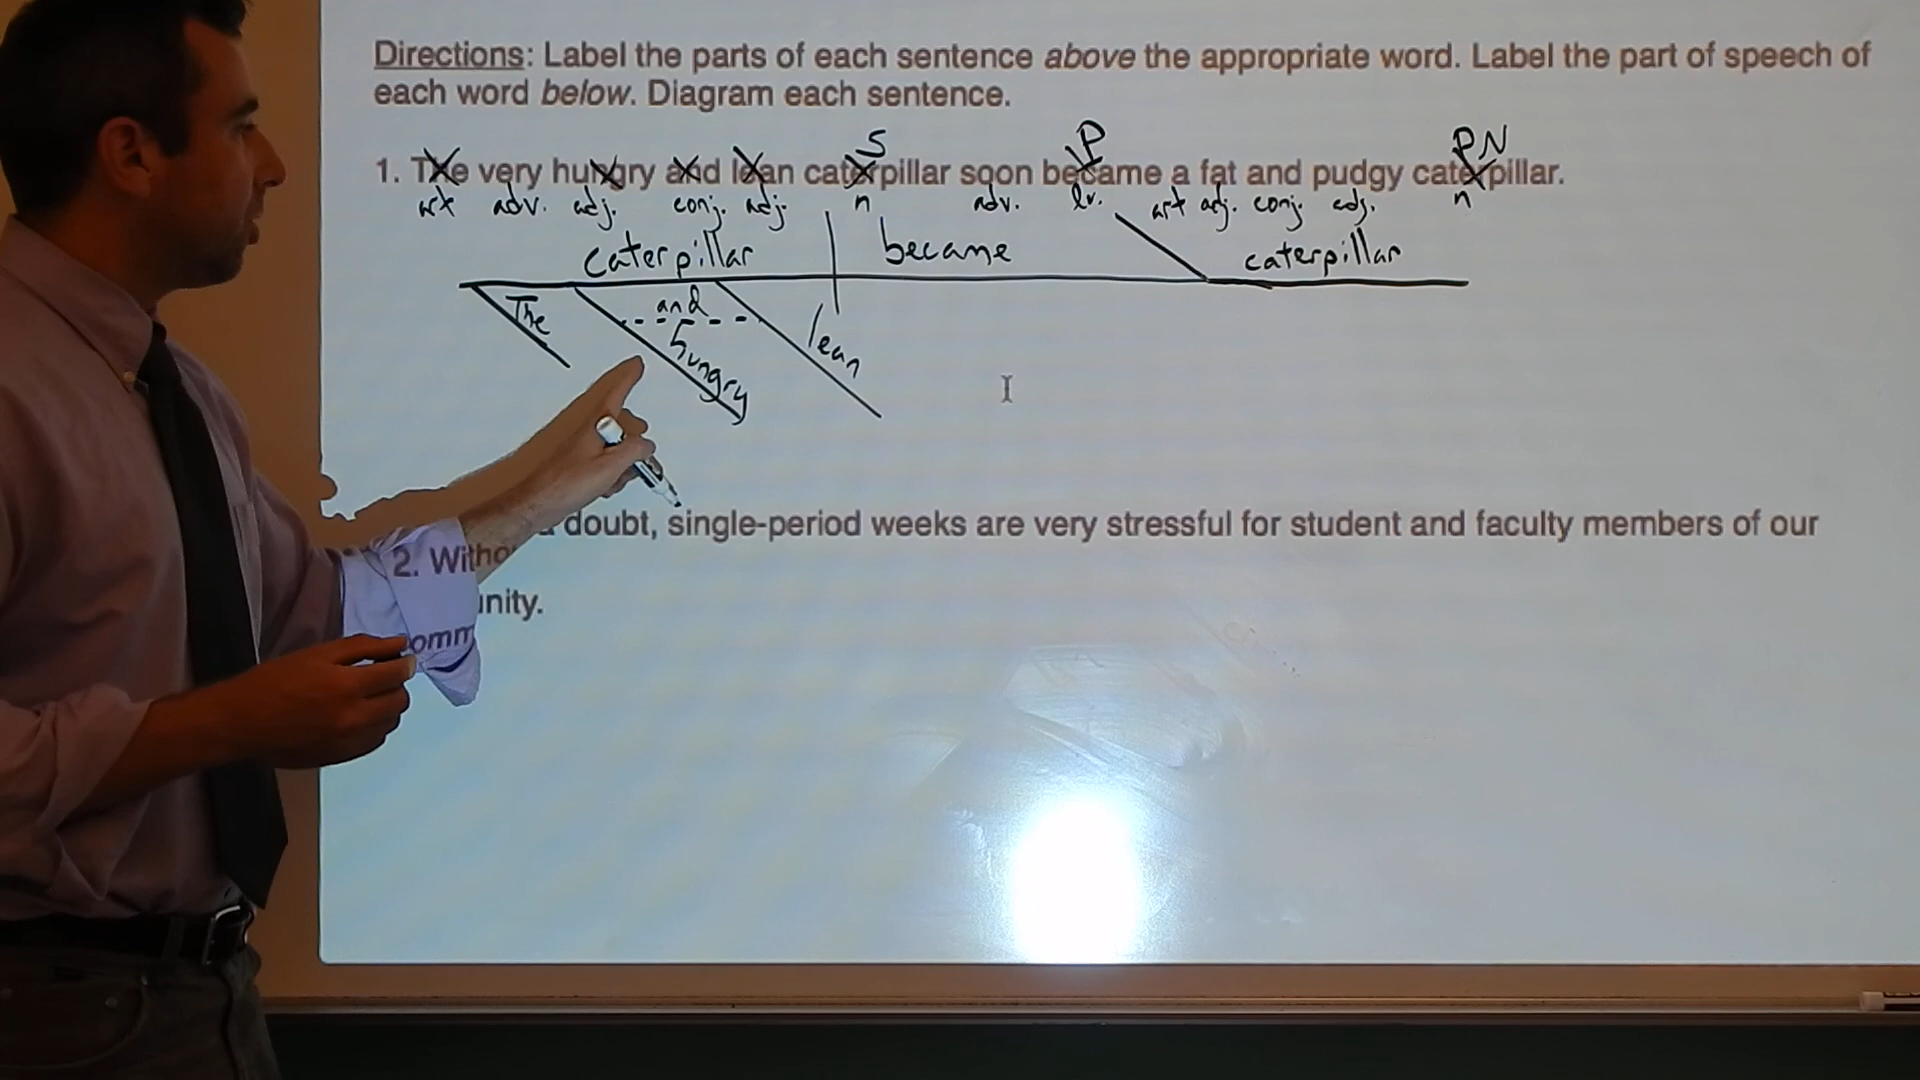 Directions: Label the parts of each sentence above the appropriate word. Label the part of speech of
each word below. Diagram each sentence.
S P PN
1. The very hungry and lean caterpillar soon became a fat and pudgy caterpillar.
art adv. adj. conj. adj. n adv. lv. art adj. conj. adj. n
caterpillar became caterpillar
The and hungry lean
2. Witho doubt, single-period weeks are very stressful for student and faculty members of our
omm unity.